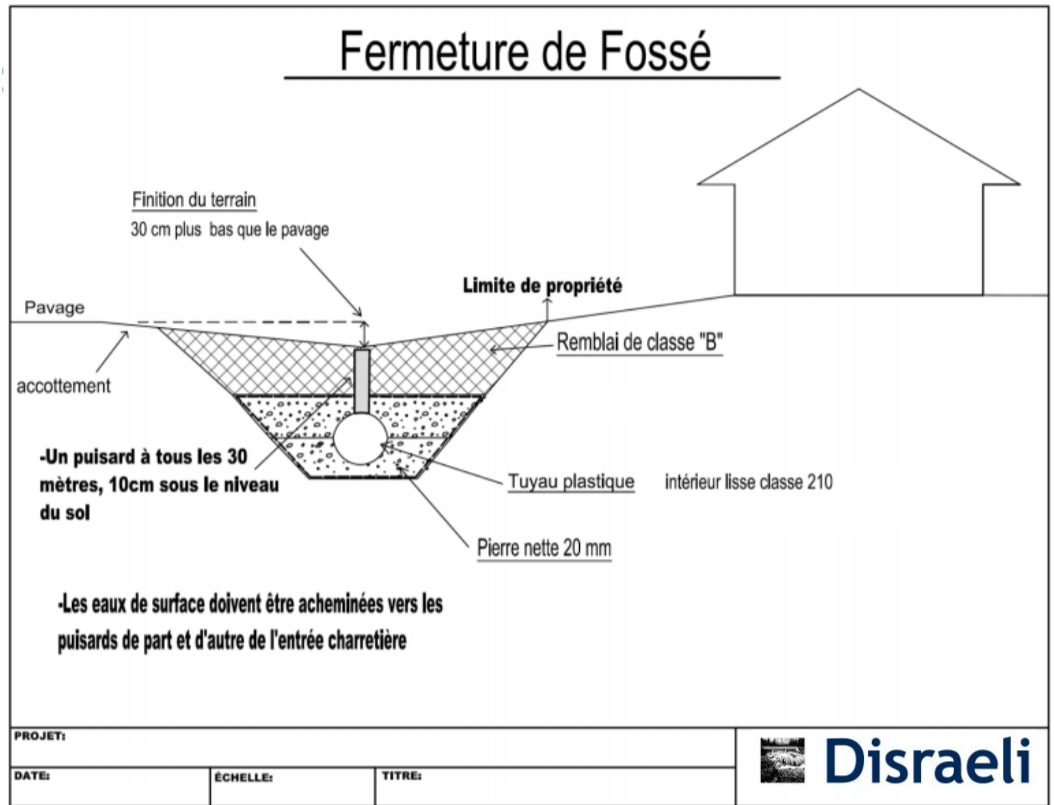 Fermeture de Fossé
Finition du terrain
30 cm plus bas que le pavage
Limite de propriété
Pavage
Remblai de classe "B"
accottement
-Un puisard à tous les 30
mètres, 10cm sous le niveau
du sol
Tuyau plastique intérieur lisse classe 210
Pierre nette 20 mm
-Les eaux de surface doivent être acheminées vers les
puisards de part et d'autre de l'entrée charretière
PROJET:
DATE:
ÉCHELLE:
TITRE:
Disraeli